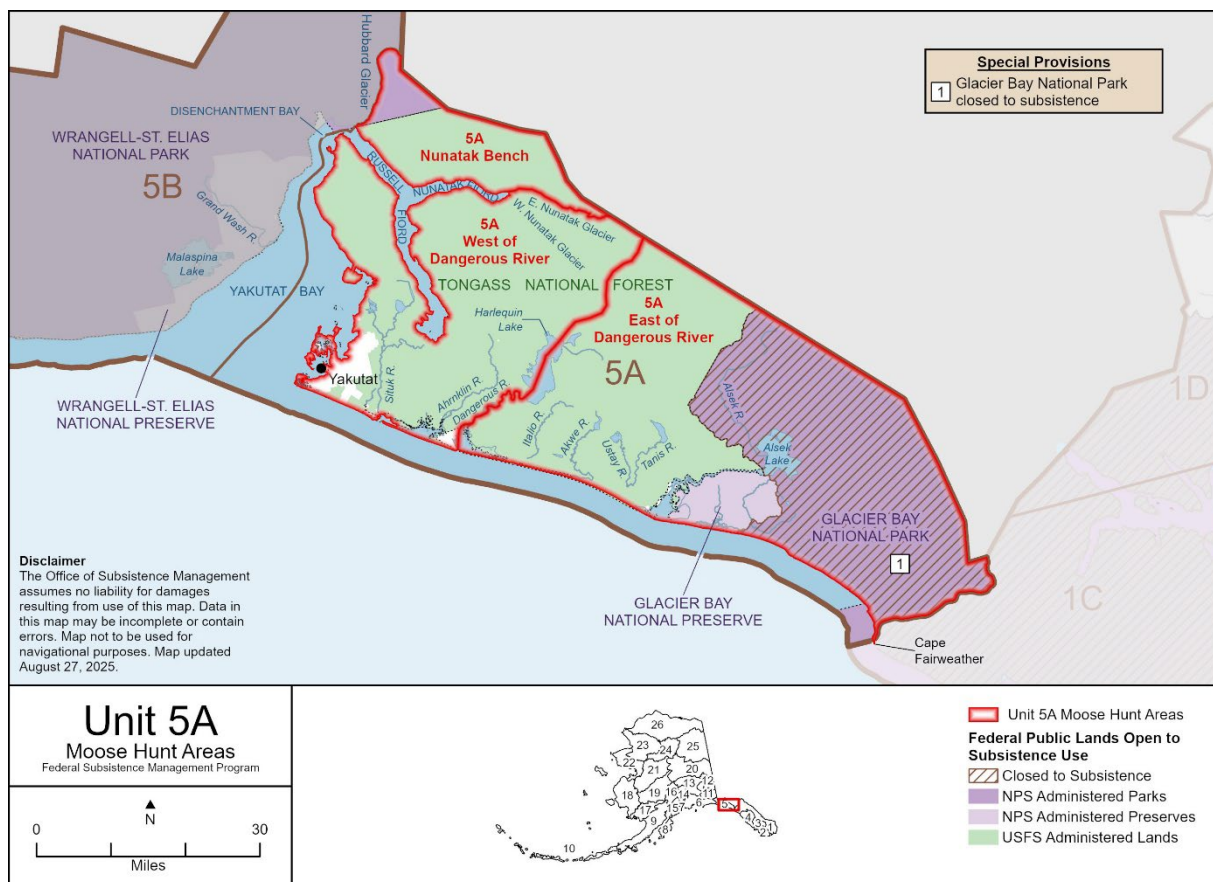 Hubbard Glacier
DISENCHANTMENT BAY
WRANGELL-ST. ELIAS
NATIONAL PARK
5B
Grand Wash R.
Malaspina
Lake
YAKUTAT BAY
WRANGELL-ST. ELIAS
NATIONAL PRESERVE
5A
Nunatak Bench
RUSSELL
FIORD
NUNATAK FIORD
E. Nunatak Glacier
W. Nunatak Glacier
5A
West of
Dangerous River
TONGASS NATIONAL FOREST
5A
East of
Dangerous River
Harlequin
Lake
5A
Yakutat
Situk R.
Ahrnklin R.
Dangerous R.
Italio R.
Akwe R.
Ustay R.
Tanis R.
Alsek R.
Alsek
Lake
GLACIER BAY
NATIONAL PARK
1
GLACIER BAY
NATIONAL PRESERVE
Cape
Fairweather
1D
1C
Special Provisions
1 Glacier Bay National Park
closed to subsistence
Disclaimer
The Office of Subsistence Management
assumes no liability for damages
resulting from use of this map. Data in
this map may be incomplete or contain
errors. Map not to be used for
navigational purposes. Map updated
August 27, 2025.
Unit 5A
Moose Hunt Areas
Federal Subsistence Management Program
N
0 30
Miles
26
23
24
25
22
21
20
18
19
16
13
12
14
11
17
15
7
6
5
9
8
10
4
3
1
2
Unit 5A Moose Hunt Areas
Federal Public Lands Open to
Subsistence Use
Closed to Subsistence
NPS Administered Parks
NPS Administered Preserves
USFS Administered Lands